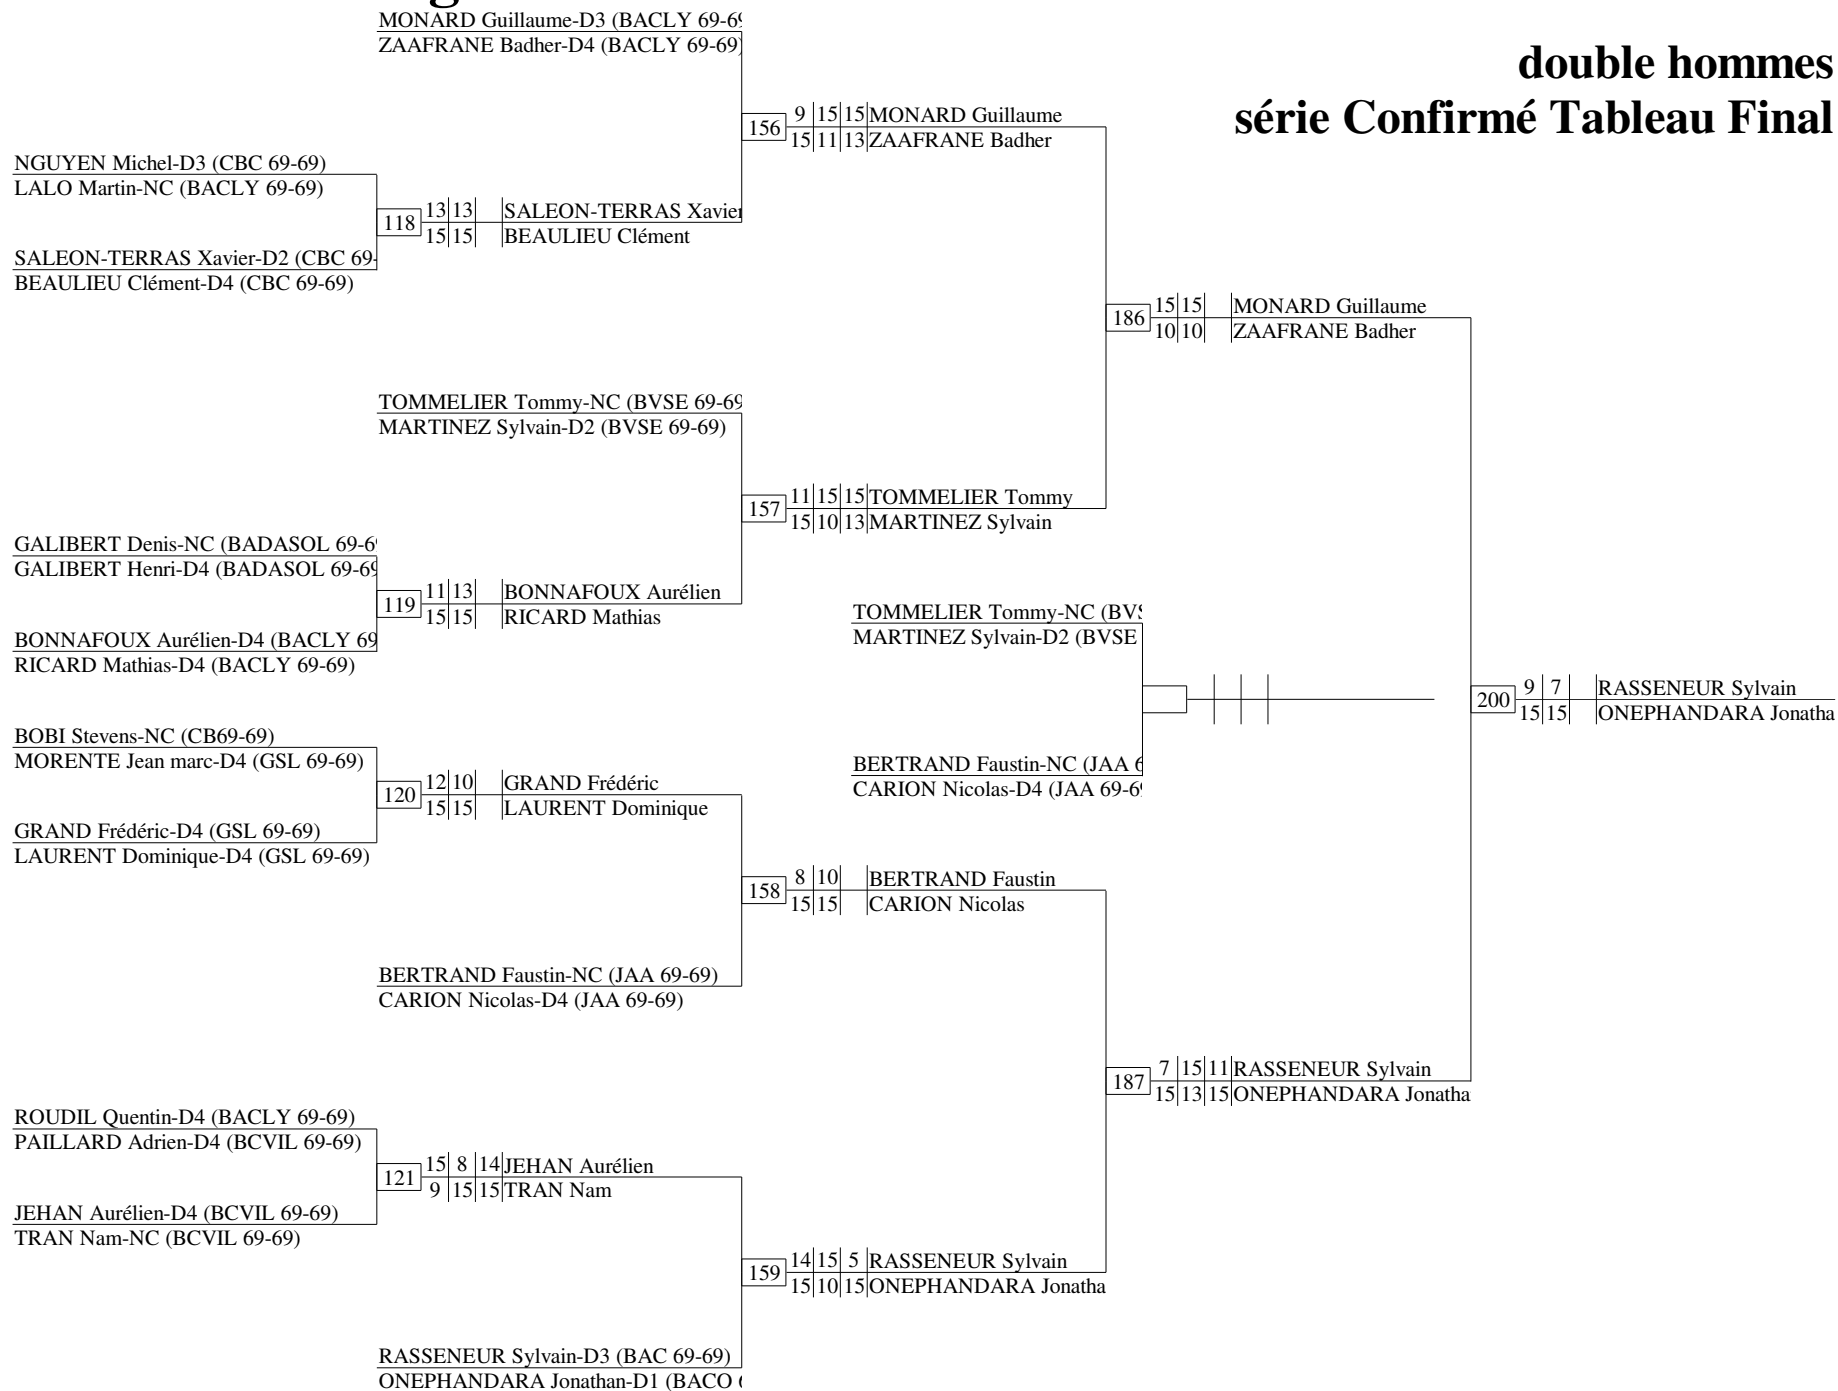 MONARD Guillaume-D3 (BACLY 69-69
ZAAFRANE Badher-D4 (BACLY 69-69)
double hommes
série Confirmé Tableau Final
156 9 15 15 MONARD Guillaume
15 11 13 ZAAFRANE Badher
NGUYEN Michel-D3 (CBC 69-69)
LALO Martin-NC (BACLY 69-69)
118 13 13 SALEON-TERRAS Xavier
15 15 BEAULIEU Clément
SALEON-TERRAS Xavier-D2 (CBC 69-
BEAULIEU Clément-D4 (CBC 69-69)
186 15 15 MONARD Guillaume
10 10 ZAAFRANE Badher
TOMMELIER Tommy-NC (BVSE 69-69
MARTINEZ Sylvain-D2 (BVSE 69-69)
157 11 15 15 TOMMELIER Tommy
15 10 13 MARTINEZ Sylvain
GALIBERT Denis-NC (BADASOL 69-6
GALIBERT Henri-D4 (BADASOL 69-69
119 11 13 BONNAFOUX Aurélien
15 15 RICARD Mathias
BONNAFOUX Aurélien-D4 (BACLY 69
RICARD Mathias-D4 (BACLY 69-69)
TOMMELIER Tommy-NC (BVS
MARTINEZ Sylvain-D2 (BVSE
200 9 7 RASSENEUR Sylvain
15 15 ONEPHANDARA Jonatha
BOBI Stevens-NC (CB69-69)
MORENTE Jean marc-D4 (GSL 69-69)
120 12 10 GRAND Frédéric
15 15 LAURENT Dominique
BERTRAND Faustin-NC (JAA 6
CARION Nicolas-D4 (JAA 69-6
GRAND Frédéric-D4 (GSL 69-69)
LAURENT Dominique-D4 (GSL 69-69)
158 8 10 BERTRAND Faustin
15 15 CARION Nicolas
BERTRAND Faustin-NC (JAA 69-69)
CARION Nicolas-D4 (JAA 69-69)
187 7 15 11 RASSENEUR Sylvain
15 13 15 ONEPHANDARA Jonatha
ROUDIL Quentin-D4 (BACLY 69-69)
PAILLARD Adrien-D4 (BCVIL 69-69)
121 15 8 14 JEHAN Aurélien
9 15 15 TRAN Nam
JEHAN Aurélien-D4 (BCVIL 69-69)
TRAN Nam-NC (BCVIL 69-69)
159 14 15 5 RASSENEUR Sylvain
15 10 15 ONEPHANDARA Jonatha
RASSENEUR Sylvain-D3 (BAC 69-69)
ONEPHANDARA Jonathan-D1 (BACO